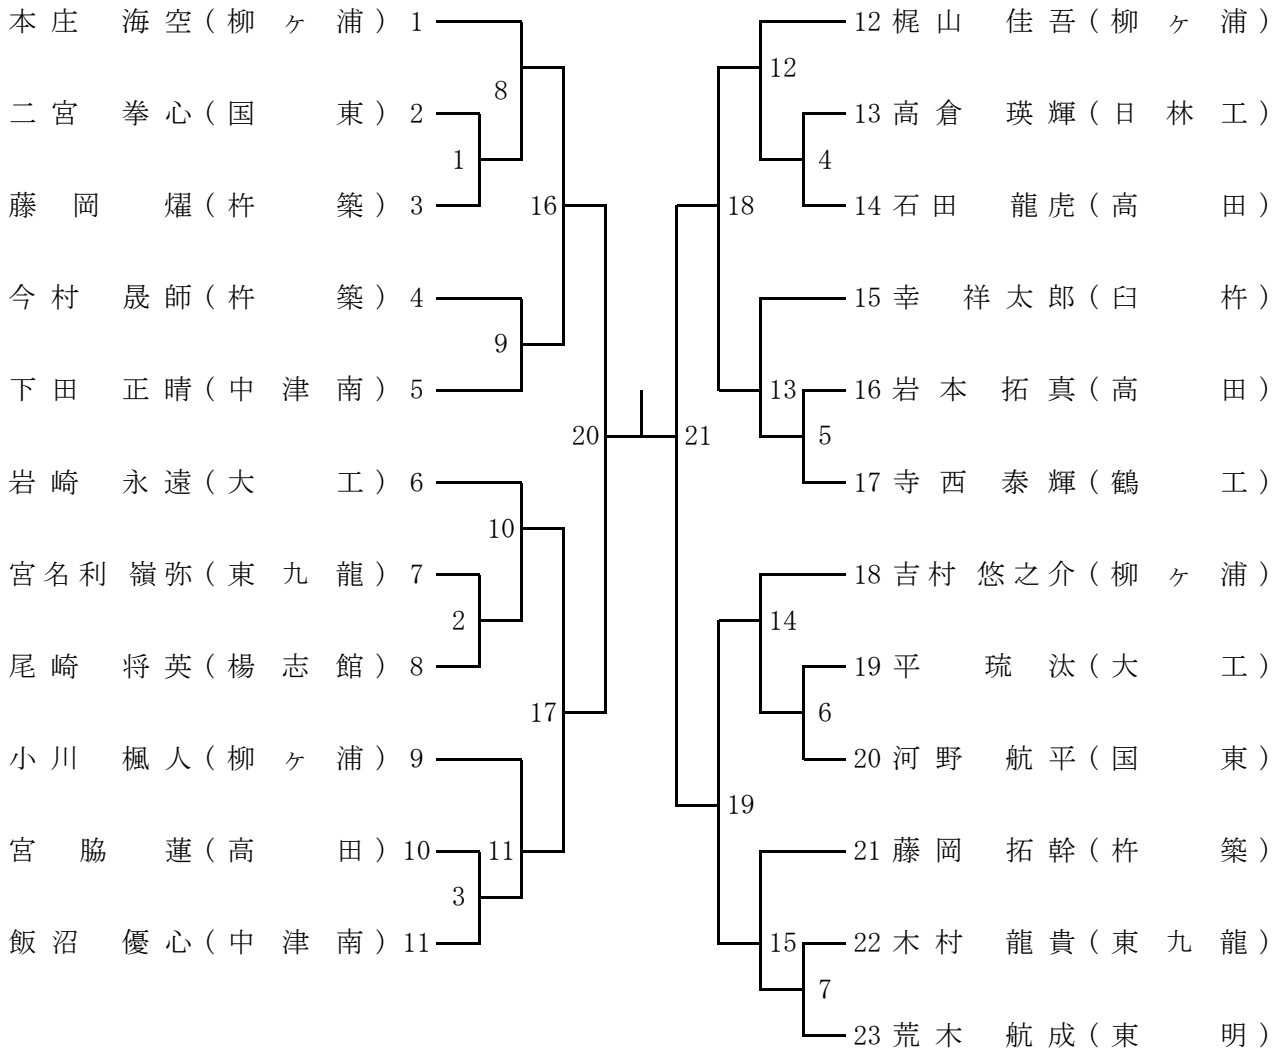 本庄 海空(柳ヶ浦) 1
8
二宮 拳心(国東) 2
1
藤岡 燿(杵築) 3
16
今村 晟師(杵築) 4
9
下田 正晴(中津南) 5
20
岩崎 永遠(大工) 6
10
宮名利 嶺弥(東九龍) 7
2
尾崎 将英(楊志館) 8
17
小川 楓人(柳ヶ浦) 9
宮脇 蓮(高田) 10
11
3
飯沼 優心(中津南) 11
12 梶山 佳吾(柳ヶ浦)
12
13 高倉 瑛輝(日林工)
4
14 石田 龍虎(高田)
18
15 幸 祥太郎(臼杵)
13
16 岩本 拓真(高田)
5
21
17 寺西 泰輝(鶴工)
18 吉村 悠之介(柳ヶ浦)
14
19 平 琉汰(大工)
6
20 河野 航平(国東)
19
21 藤岡 拓幹(杵築)
15
22 木村 龍貴(東九龍)
7
23 荒木 航成(東明)